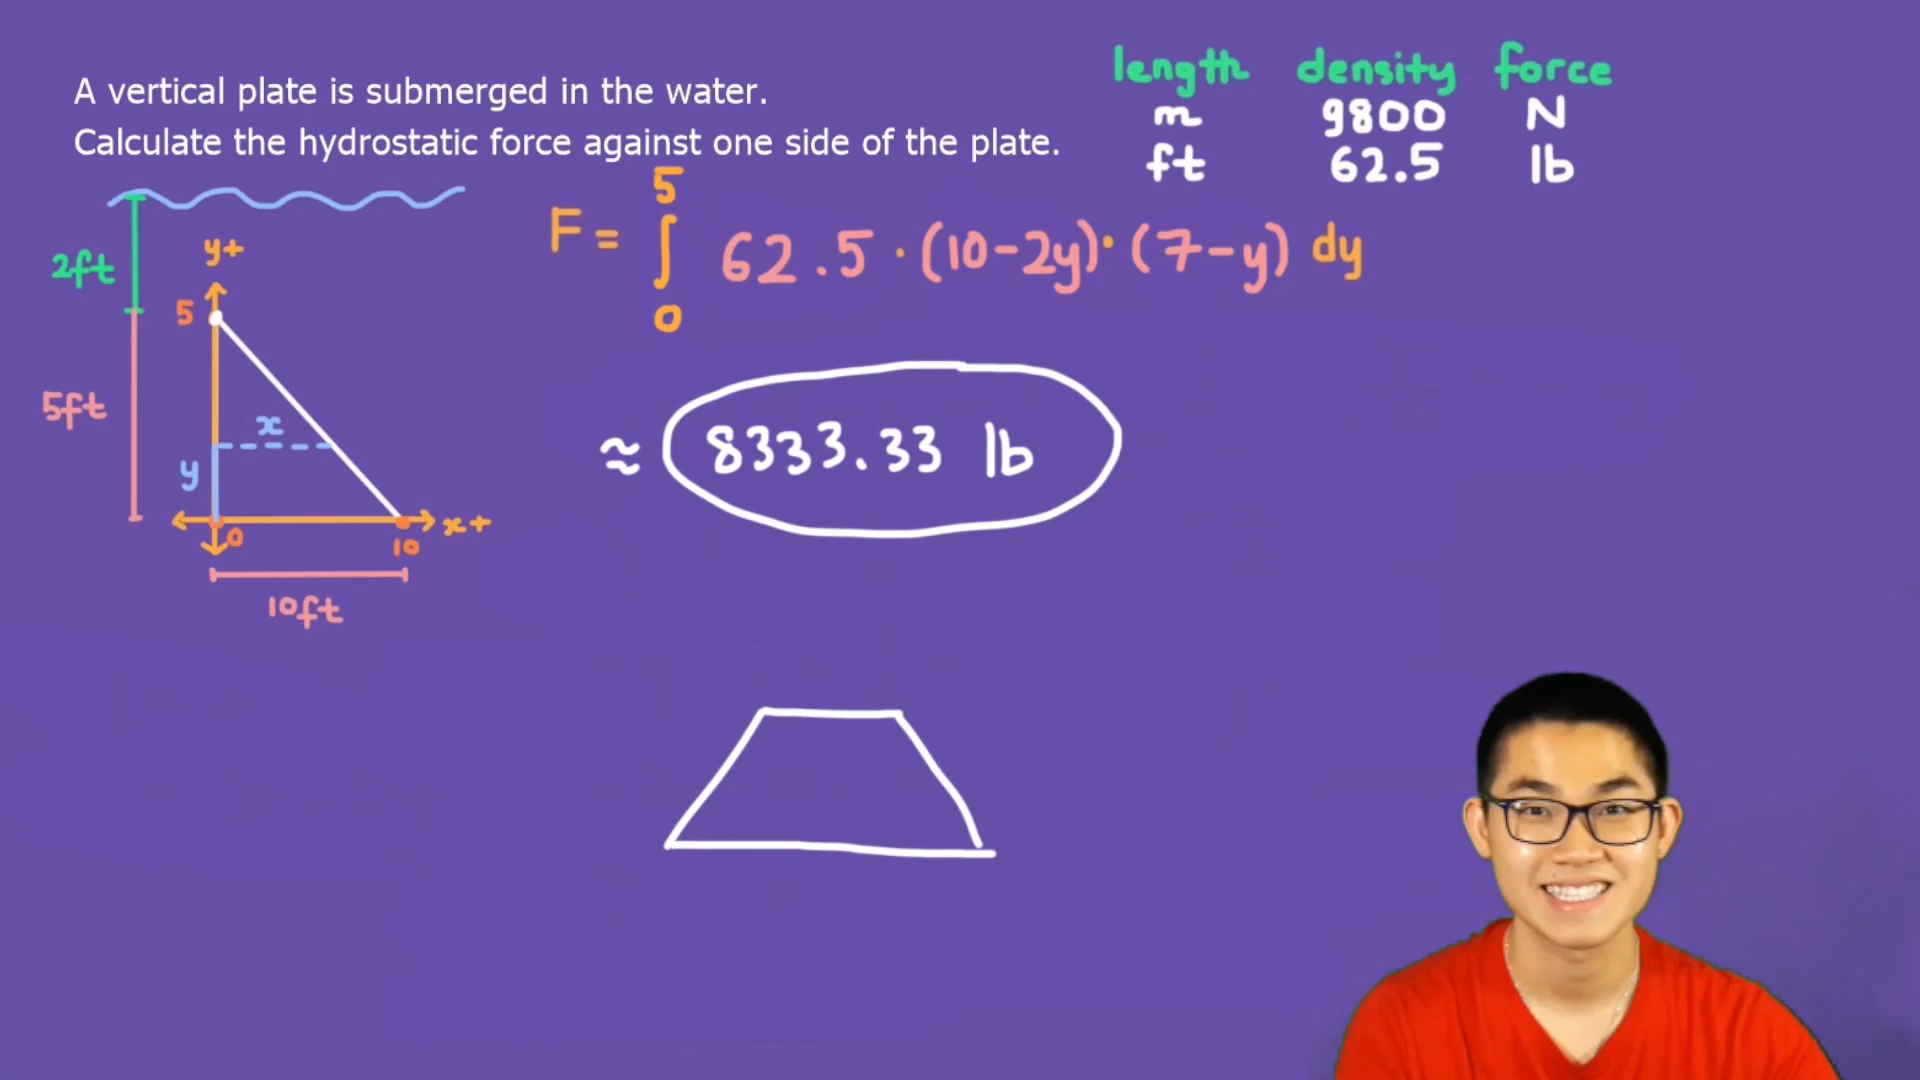 A vertical plate is submerged in the water.
Calculate the hydrostatic force against one side of the plate.
length density force
m 9800 N
ft 62.5 lb
F = ∫₀⁵ 62.5 · (10-2y) · (7-y) dy
≈ 8333.33 lb
2ft
y+
5
5ft
x
y
0
10
x+
10ft